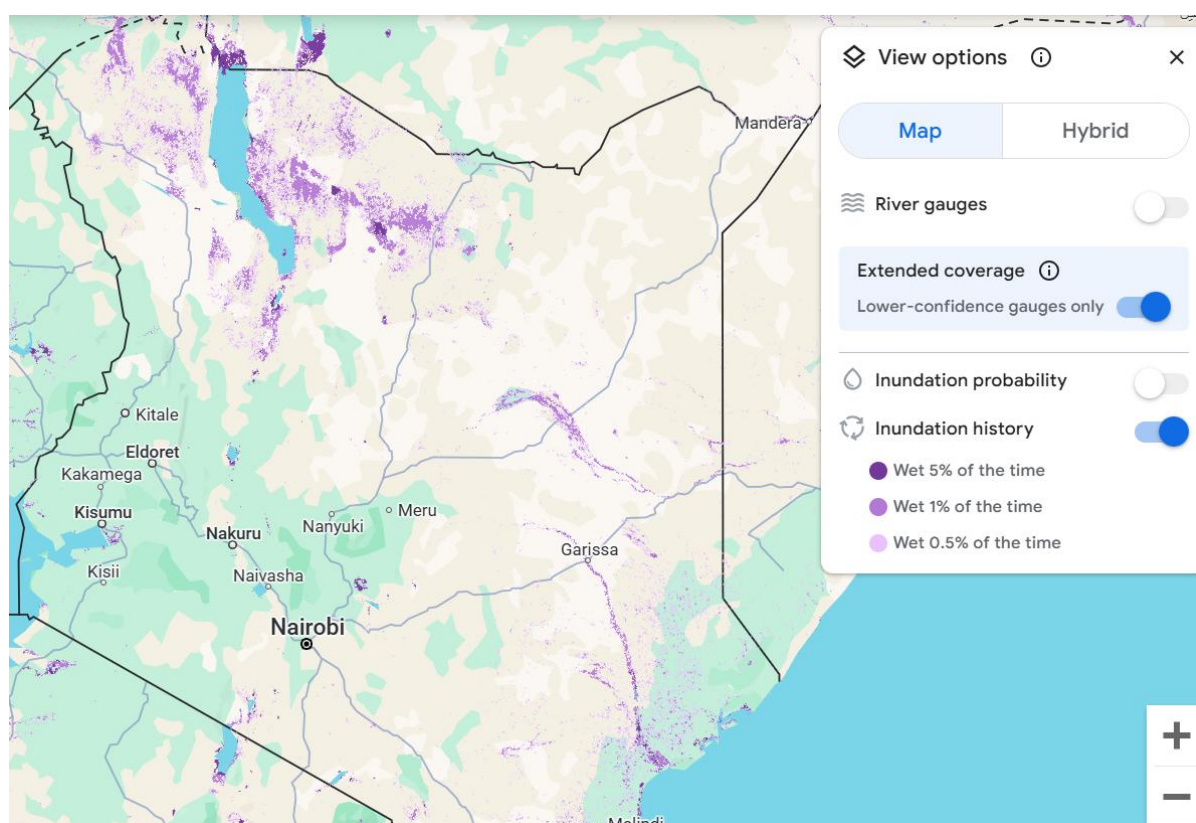 View options
Map
Hybrid
River gauges
Extended coverage
Lower-confidence gauges only
Inundation probability
Inundation history
Wet 5% of the time
Wet 1% of the time
Wet 0.5% of the time
Mandera
Kitale
Eldoret
Kakamega
Kisumu
Nakuru
Nanyuki
Meru
Kisii
Naivasha
Garissa
Nairobi
Malindi